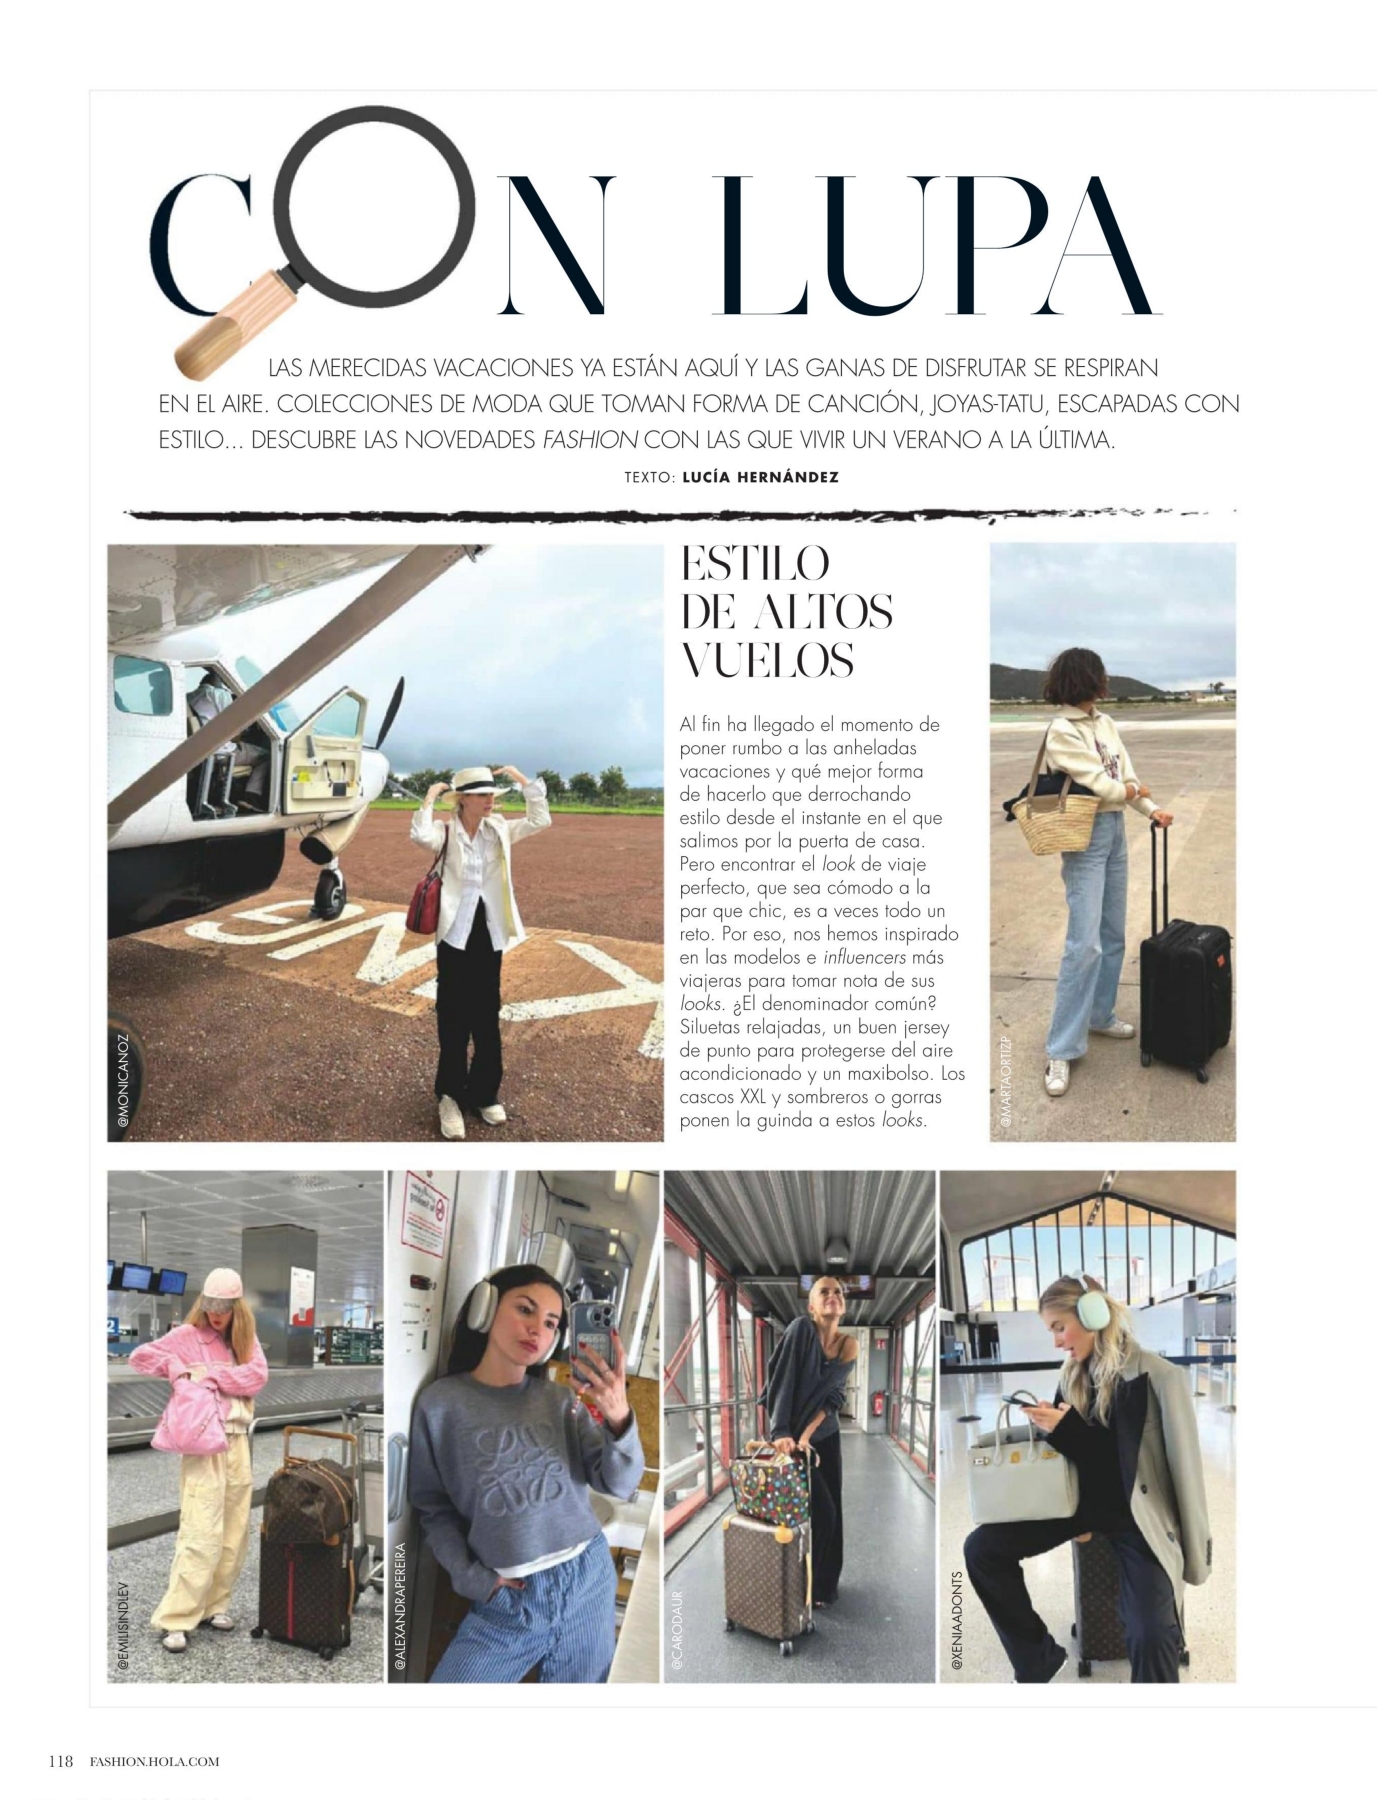 CON LUPA
LAS MERECIDAS VACACIONES YA ESTÁN AQUÍ Y LAS GANAS DE DISFRUTAR SE RESPIRAN
EN EL AIRE. COLECCIONES DE MODA QUE TOMAN FORMA DE CANCIÓN, JOYAS-TATU, ESCAPADAS CON
ESTILO... DESCUBRE LAS NOVEDADES FASHION CON LAS QUE VIVIR UN VERANO A LA ÚLTIMA.
TEXTO: LUCÍA HERNÁNDEZ
ESTILO
DE ALTOS
VUELOS
Al fin ha llegado el momento de
poner rumbo a las anheladas
vacaciones y qué mejor forma
de hacerlo que derrochando
estilo desde el instante en el que
salimos por la puerta de casa.
Pero encontrar el look de viaje
perfecto, que sea cómodo a la
par que chic, es a veces todo un
reto. Por eso, nos hemos inspirado
en las modelos e influencers más
viajeras para tomar nota de sus
looks. ¿El denominador común?
Siluetas relajadas, un buen jersey
de punto para protegerse del aire
acondicionado y un maxibolso. Los
cascos XXL y sombreros o gorras
ponen la guinda a estos looks.
@MONICANOZ
@MARTAORTIZP
@EMILISINDLEV
@ALEXANDRAPEREIRA
@CARODAUR
@XENIAADONTS
118 FASHION.HOLA.COM